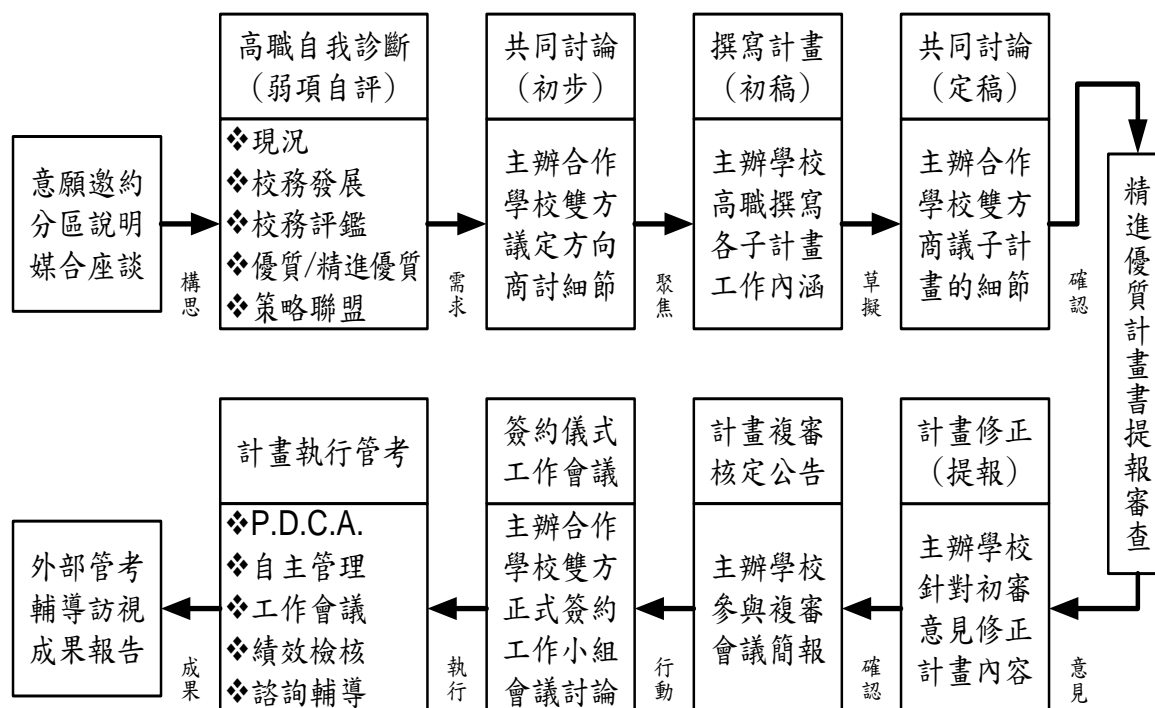 意願邀約
分區說明
媒合座談
構思
高職自我診斷
（弱項自評）
❖現況
❖校務發展
❖校務評鑑
❖優質/精進優質
❖策略聯盟
需求
共同討論
（初步）
主辦合作
學校雙方
議定方向
商討細節
聚焦
撰寫計畫
（初稿）
主辦學校
高職撰寫
各子計畫
工作內涵
草擬
共同討論
（定稿）
主辦合作
學校雙方
商議子計
畫的細節
確認
精進優質計畫書提報審查
意見
計畫修正
（提報）
主辦學校
針對初審
意見修正
計畫內容
確認
計畫複審
核定公告
主辦學校
參與複審
會議簡報
行動
簽約儀式
工作會議
主辦合作
學校雙方
正式簽約
工作小組
會議討論
執行
計畫執行管考
❖P.D.C.A.
❖自主管理
❖工作會議
❖績效檢核
❖諮詢輔導
成果
外部管考
輔導訪視
成果報告